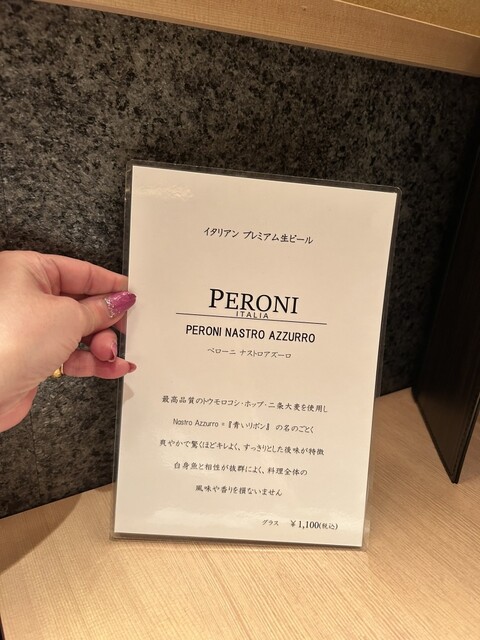 イタリアン プレミアム生ビール
PERONI
ITALIA
PERONI NASTRO AZZURRO
ペローニ ナストロアズーロ
最高品質のトウモロコシ・ホップ・二条大麦を使用し
Nastro Azzurro =『青いリボン』 の名のごとく
爽やかで驚くほどキレよく、すっきりとした後味が特徴
白身魚と相性が抜群によく、料理全体の
風味や香りを損ないません
グラス ¥1,100(税込)